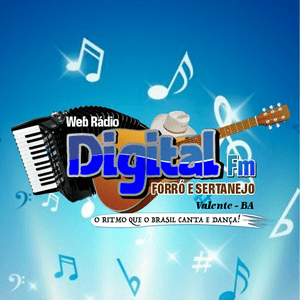 Web Rádio
Digital Fm
FORRÓ E SERTANEJO
Valente - BA
O RITMO QUE O BRASIL CANTA E DANÇA!